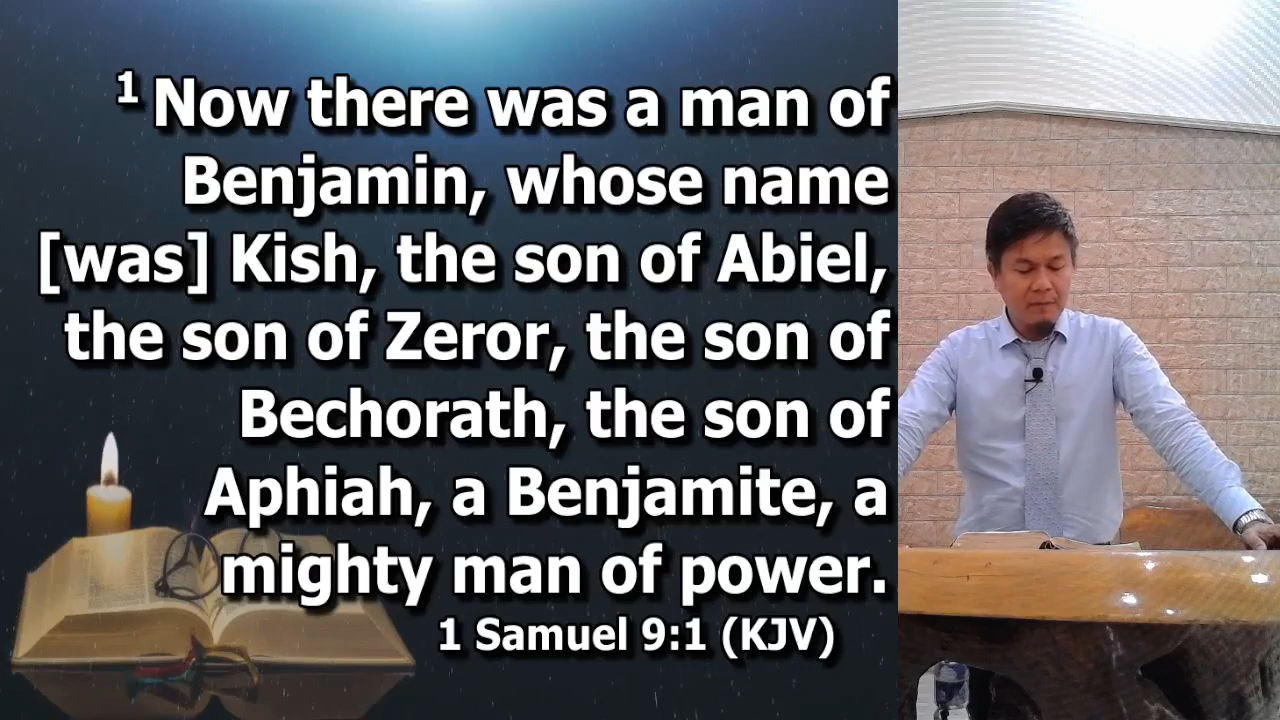 1 Now there was a man of
Benjamin, whose name
[was] Kish, the son of Abiel,
the son of Zeror, the son of
Bechorath, the son of
Aphiah, a Benjamite, a
mighty man of power.
1 Samuel 9:1 (KJV)